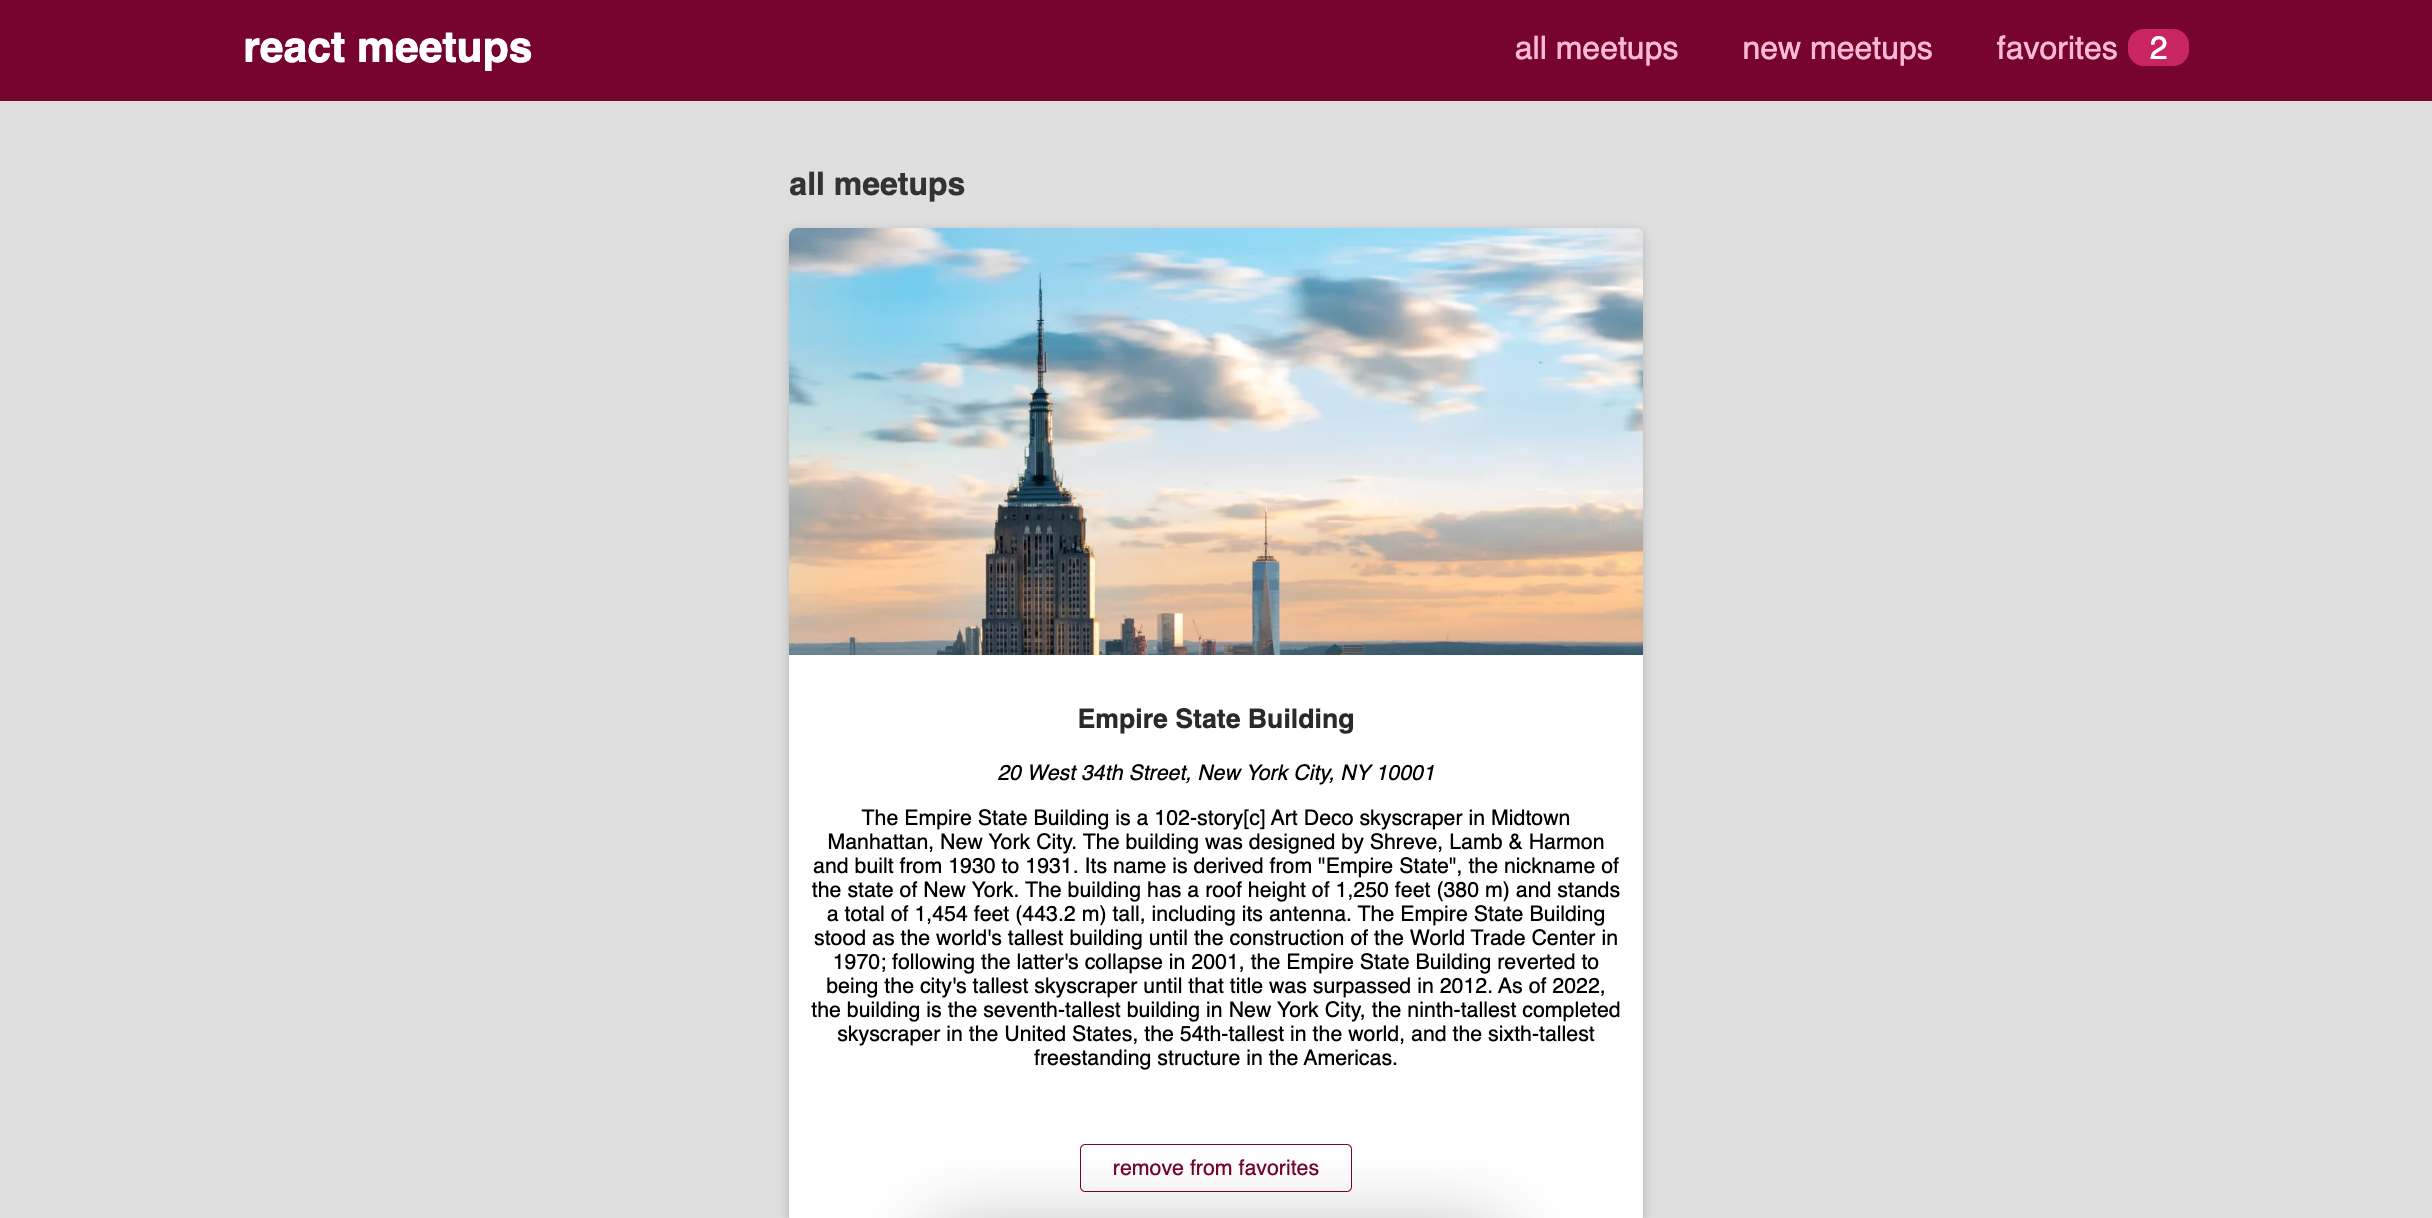 react meetups
all meetups
new meetups
favorites 2
all meetups
Empire State Building
20 West 34th Street, New York City, NY 10001
The Empire State Building is a 102-story[c] Art Deco skyscraper in Midtown
Manhattan, New York City. The building was designed by Shreve, Lamb & Harmon
and built from 1930 to 1931. Its name is derived from "Empire State", the nickname of
the state of New York. The building has a roof height of 1,250 feet (380 m) and stands
a total of 1,454 feet (443.2 m) tall, including its antenna. The Empire State Building
stood as the world's tallest building until the construction of the World Trade Center in
1970; following the latter's collapse in 2001, the Empire State Building reverted to
being the city's tallest skyscraper until that title was surpassed in 2012. As of 2022,
the building is the seventh-tallest building in New York City, the ninth-tallest completed
skyscraper in the United States, the 54th-tallest in the world, and the sixth-tallest
freestanding structure in the Americas.
remove from favorites